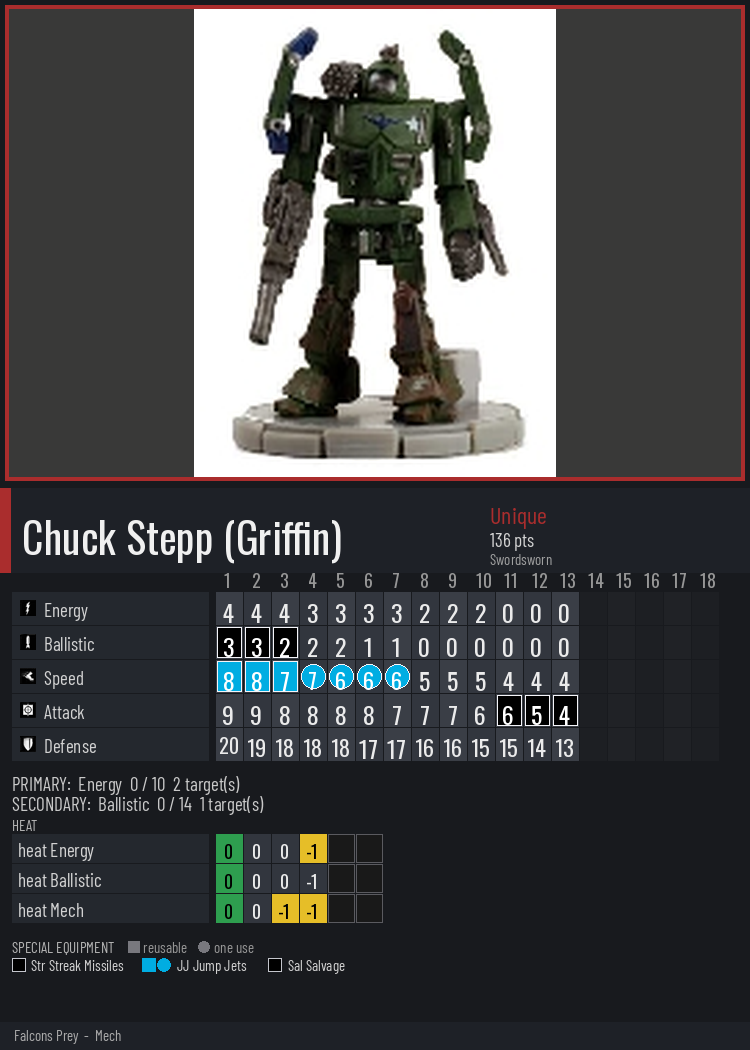 Chuck Stepp (Griffin)
Unique
136 pts
Swordsworn
1 2 3 4 5 6 7 8 9 10 11 12 13 14 15 16 17 18
Energy 4 4 4 3 3 3 3 2 2 2 0 0 0
Ballistic 3 3 2 2 2 1 1 0 0 0 0 0 0
Speed 8 8 7 7 6 6 6 5 5 5 4 4 4
Attack 9 9 8 8 8 8 7 7 7 6 6 5 4
Defense 20 19 18 18 18 17 17 16 16 15 15 14 13
PRIMARY: Energy 0 / 10 2 target(s)
SECONDARY: Ballistic 0 / 14 1 target(s)
HEAT
heat Energy 0 0 0 -1
heat Ballistic 0 0 0 -1
heat Mech 0 0 -1 -1
SPECIAL EQUIPMENT reusable one use
Str Streak Missiles JJ Jump Jets Sal Salvage
Falcons Prey - Mech